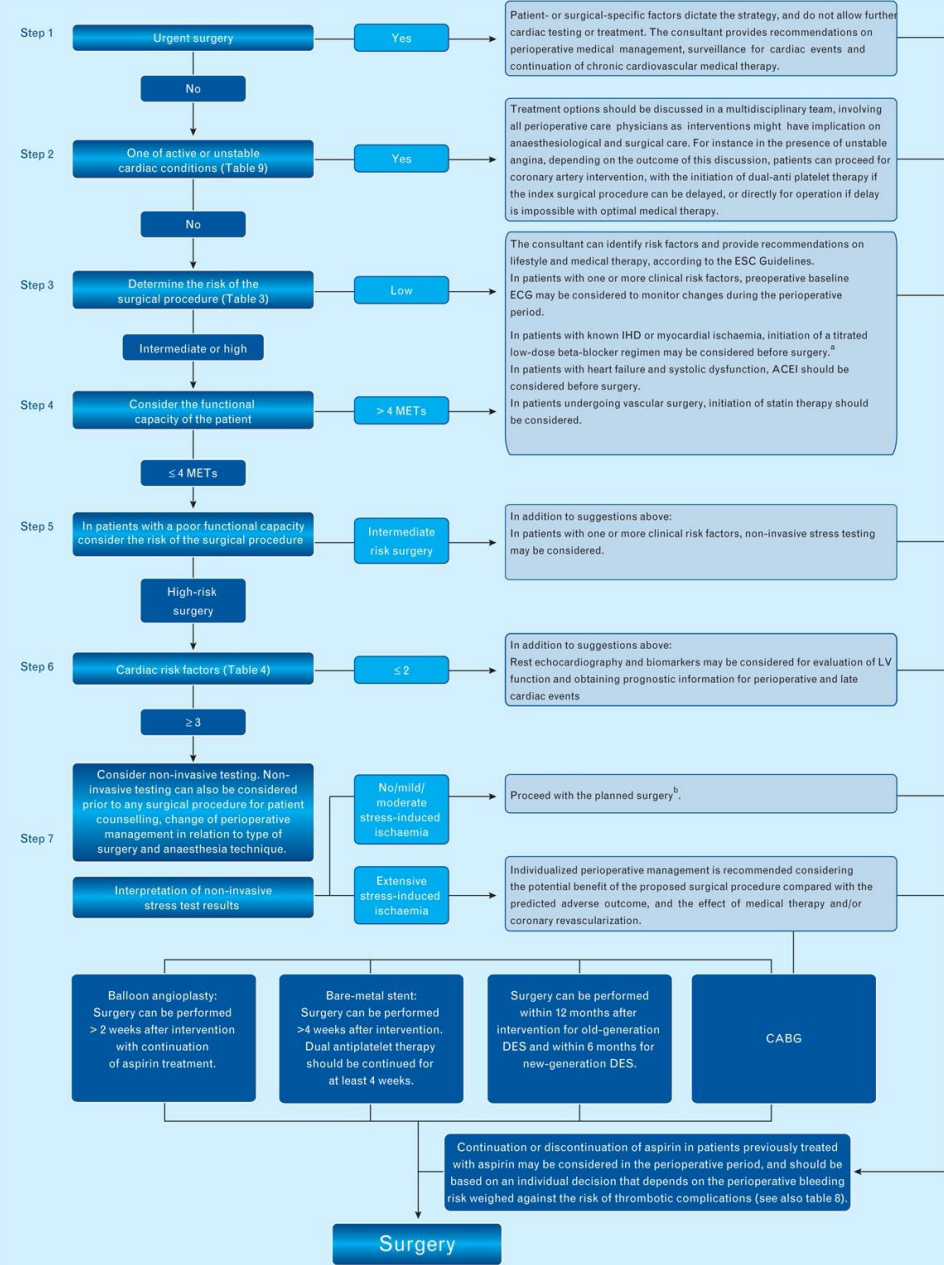 Step 1
Urgent surgery
Yes
Patient- or surgical-specific factors dictate the strategy, and do not allow further
cardiac testing or treatment. The consultant provides recommendations on
perioperative medical management, surveillance for cardiac events and
continuation of chronic cardiovascular medical therapy.
No
Step 2
One of active or unstable
cardiac conditions (Table 9)
Yes
Treatment options should be discussed in a multidisciplinary team, involving
all perioperative care physicians as interventions might have implication on
anaesthesiological and surgical care. For instance in the presence of unstable
angina, depending on the outcome of this discussion, patients can proceed for
coronary artery intervention, with the initiation of dual-anti platelet therapy if
the index surgical procedure can be delayed, or directly for operation if delay
is impossible with optimal medical therapy.
No
Step 3
Determine the risk of the
surgical procedure (Table 3)
Low
The consultant can identify risk factors and provide recommendations on
lifestyle and medical therapy, according to the ESC Guidelines.
In patients with one or more clinical risk factors, preoperative baseline
ECG may be considered to monitor changes during the perioperative
period.
Intermediate or high
In patients with known IHD or myocardial ischaemia, initiation of a titrated
low-dose beta-blocker regimen may be considered before surgery.a
In patients with heart failure and systolic dysfunction, ACEI should be
considered before surgery.
In patients undergoing vascular surgery, initiation of statin therapy should
be considered.
Step 4
Consider the functional
capacity of the patient
> 4 METs
≤ 4 METs
Step 5
In patients with a poor functional capacity
consider the risk of the surgical procedure
Intermediate
risk surgery
In addition to suggestions above:
In patients with one or more clinical risk factors, non-invasive stress testing
may be considered.
High-risk
surgery
Step 6
Cardiac risk factors (Table 4)
≤ 2
In addition to suggestions above:
Rest echocardiography and biomarkers may be considered for evaluation of LV
function and obtaining prognostic information for perioperative and late
cardiac events
≥ 3
Step 7
Consider non-invasive testing. Non-
invasive testing can also be considered
prior to any surgical procedure for patient
counselling, change of perioperative
management in relation to type of
surgery and anaesthesia technique.
No/mild/
moderate
stress-induced
ischaemia
Proceed with the planned surgeryb.
Interpretation of non-invasive
stress test results
Extensive
stress-induced
ischaemia
Individualized perioperative management is recommended considering
the potential benefit of the proposed surgical procedure compared with the
predicted adverse outcome, and the effect of medical therapy and/or
coronary revascularization.
Balloon angioplasty:
Surgery can be performed
> 2 weeks after intervention
with continuation
of aspirin treatment.
Bare-metal stent:
Surgery can be performed
>4 weeks after intervention.
Dual antiplatelet therapy
should be continued for
at least 4 weeks.
Surgery can be performed
within 12 months after
intervention for old-generation
DES and within 6 months for
new-generation DES.
CABG
Continuation or discontinuation of aspirin in patients previously treated
with aspirin may be considered in the perioperative period, and should be
based on an individual decision that depends on the perioperative bleeding
risk weighed against the risk of thrombotic complications (see also table 8).
Surgery